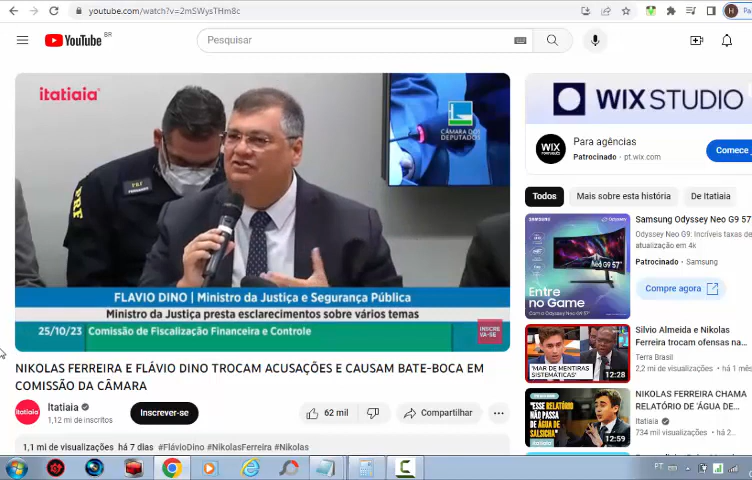 youtube.com/watch?v=2mSWysTHm8c
YouTube BR
Pesquisar
itatiaia
PRF
CÂMARA DOS
DEPUTADOS
FLAVIO DINO | Ministro da Justiça e Segurança Pública
Ministro da Justiça presta esclarecimentos sobre vários temas
25/10/23 Comissão de Fiscalização Financeira e Controle
INSCRE
VA-SE
NIKOLAS FERREIRA E FLÁVIO DINO TROCAM ACUSAÇÕES E CAUSAM BATE-BOCA EM
COMISSÃO DA CÂMARA
itatiaia
Itatiaia
1,12 mi de inscritos
Inscrever-se
62 mil
Compartilhar
1,1 mi de visualizações há 7 dias #FlávioDino #NikolasFerreira #Nikolas
WIX STUDIO
WIX
Para agências
Patrocinado · pt.wix.com
Comece
Todos
Mais sobre esta história
De Itatiaia
SAMSUNG
Odyssey Neo G9 57"
Entre
no Game
Samsung Odyssey Neo G9 57
Odyssey Neo G9: Incríveis taxas de
atualização em 4k
Patrocinado · Samsung
Compre agora
"MAR DE MENTIRAS
SISTEMÁTICAS"
12:28
Silvio Almeida e Nikolas
Ferreira trocam ofensas na...
Terra Brasil
2,2 mi de visualizações · há 1 mês
"ESSE
RELATÓRIO
NÃO PASSA
DE ÁGUA DE
SALSICHA"
12:59
NIKOLAS FERREIRA CHAMA
RELATÓRIO DE 'ÁGUA DE...
Itatiaia
734 mil visualizações · há 2...
PT